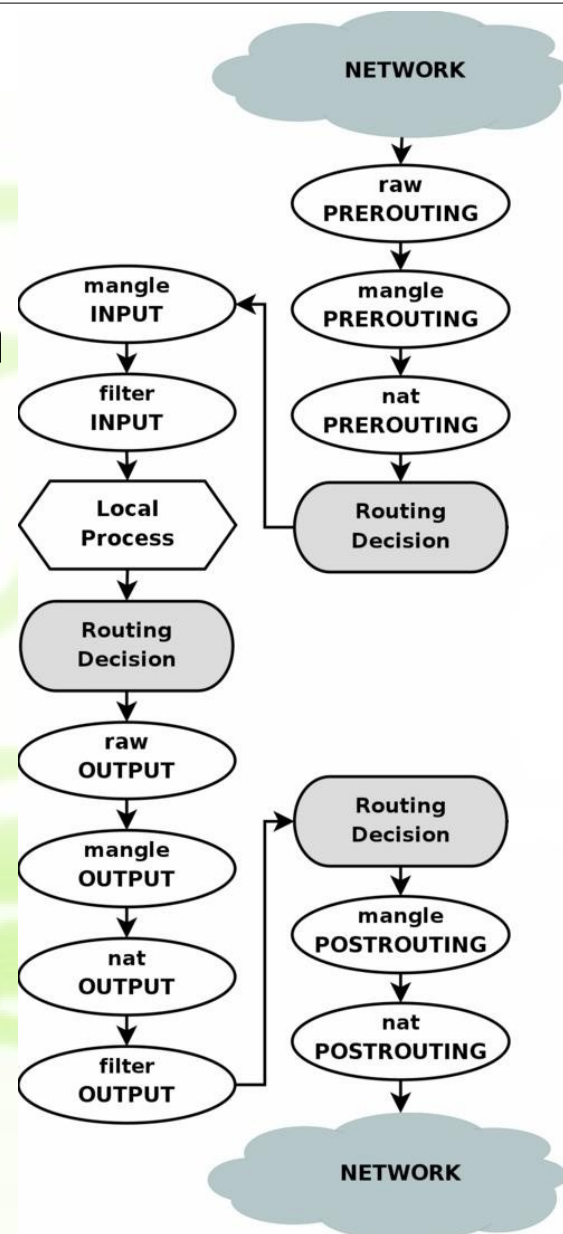 NETWORK
raw
PREROUTING
mangle
PREROUTING
nat
PREROUTING
Routing
Decision
mangle
INPUT
filter
INPUT
Local
Process
Routing
Decision
raw
OUTPUT
mangle
OUTPUT
nat
OUTPUT
filter
OUTPUT
Routing
Decision
mangle
POSTROUTING
nat
POSTROUTING
NETWORK